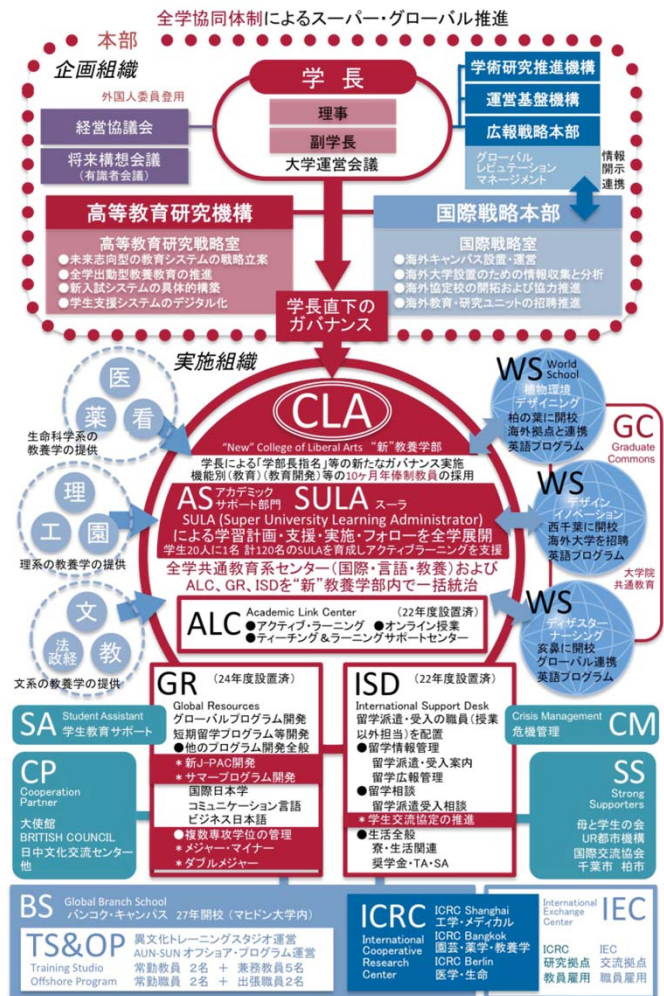 全学協同体制によるスーパー・グローバル推進
本部
企画組織
学長
理事
副学長
大学運営会議
外国人委員登用
経営協議会
将来構想会議
(有識者会議)
学術研究推進機構
運営基盤機構
広報戦略本部
グローバル
レピュテーション
マネージメント
情報
開示
連携
高等教育研究機構
高等教育研究戦略室
●未来志向型の教育システムの戦略立案
●全学出動型教養教育の推進
●新入試システムの具体的構築
●学生支援システムのデジタル化
国際戦略本部
国際戦略室
●海外キャンパス設置・運営
●海外大学設置のための情報収集と分析
●海外協定校の開拓および協力推進
●海外教育・研究ユニットの招聘推進
学長直下の
ガバナンス
実施組織
医
薬
看
生命科学系の
教養学の提供
理
工
園
理系の教養学の提供
文
法
政経
教
文系の教養学の提供
CLA
"New" College of Liberal Arts "新"教養学部
学長による「学部長指名」等の新たなガバナンス実施
機能別(教育)(教育開発)等の10ヶ月年俸制教員の採用
AS アカデミック
サポート部門
SULA スーラ
SULA (Super University Learning Administrator)
による学習計画・支援・実施・フォローを全学展開
学生20人に1名 計120名のSULAを育成しアクティブラーニングを支援
全学共通教育系センター(国際・言語・教養)および
ALC、GR、ISDを"新"教養学部内で一括統治
ALC Academic Link Center (22年度設置済)
●アクティブ・ラーニング ●オンライン授業
●ティーチング&ラーニングサポートセンター
WS World
School
植物環境
デザイニング
柏の葉に開校
海外拠点と連携
英語プログラム
WS
デザイン
イノベーション
西千葉に開校
海外大学を招聘
英語プログラム
WS
ディザスター
ナーシング
亥鼻に開校
グローバル連携
英語プログラム
GC
Graduate
Commons
大学院
共通教育
GR (24年度設置済)
Global Resources
グローバルプログラム開発
短期留学プログラム等開発
●他のプログラム開発全般
*新J-PAC開発
*サマープログラム開発
国際日本学
コミュニケーション言語
ビジネス日本語
●複数専攻学位の管理
*メジャー・マイナー
*ダブルメジャー
ISD (22年度設置済)
International Support Desk
留学派遣・受入の職員(授業
以外担当)を配置
●留学情報管理
留学派遣・受入案内
留学広報管理
●留学相談
留学派遣受入相談
*学生交流協定の推進
●生活全般
寮・生活関連
奨学金・TA・SA
SA Student Assistant
学生教育サポート
CP
Cooperation
Partner
大使館
BRITISH COUNCIL
日中文化交流センター
他
Crisis Management
危機管理
CM
SS
Strong
Supporters
母と学生の会
UR都市機構
国際交流協会
千葉市 柏市
BS Global Branch School
バンコク・キャンパス 27年開校(マヒドン大学内)
TS&OP
Training Studio
Offshore Program
異文化トレーニングスタジオ運営
AUN-SUN オフショア・プログラム運営
常勤教員 2名 + 兼務教員5名
常勤職員 2名 + 出張職員2名
ICRC
International
Cooperative
Research
Center
ICRC Shanghai
工学・メディカル
ICRC Bangkok
園芸・薬学・教養学
ICRC Berlin
医学・生命
International
Exchange
Center
IEC
ICRC
研究拠点
教員雇用
IEC
交流拠点
職員雇用